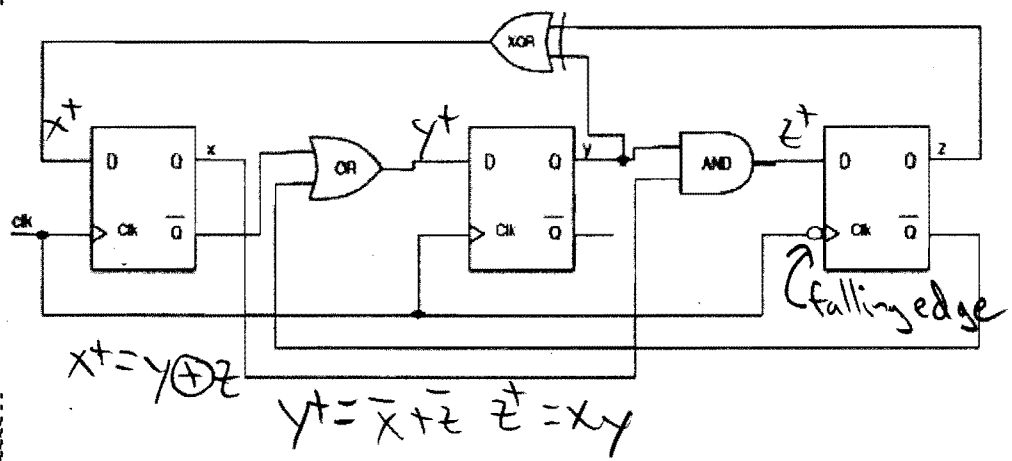 XOR
x⁺
D Q x
clk
Clk Q̅
OR
y⁺
D Q y
Clk Q̅
AND
z⁺
D Q z
Clk Q̅
falling edge
x⁺ = y ⊕ z
y⁺ = x̅ + z̅
z⁺ = xy